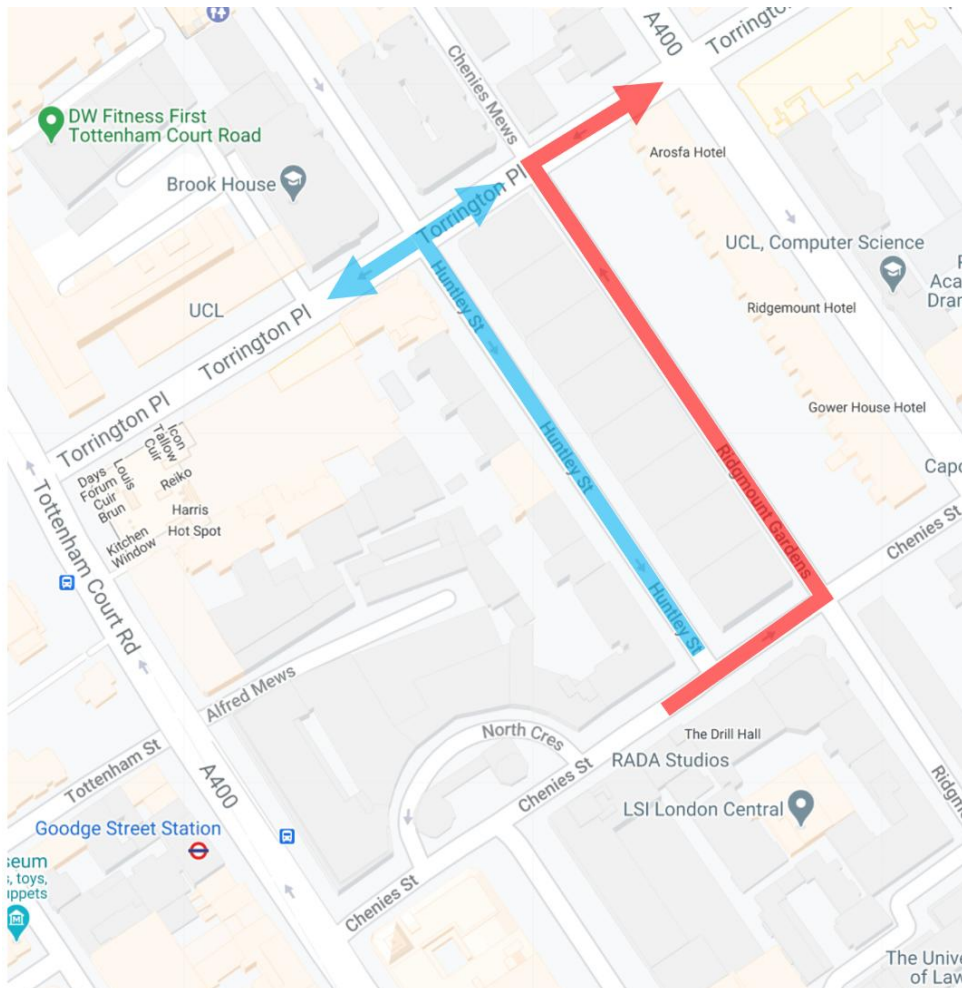 A400
Torrington
Chenies Mews
DW Fitness First
Tottenham Court Road
Arosfa Hotel
Brook House
Torrington Pl
UCL, Computer Science
Huntley St
UCL
Ridgemount Hotel
Torrington Pl
Gower House Hotel
Torrington Pl
Icon
Tallow
Cuir
Louis
Days
Forum
Cuir
Brun
Reiko
Harris
Hot Spot
Kitchen
Window
Huntley St
Ridgmount Gardens
Chenies St
Tottenham Court Rd
Huntley St
Alfred Mews
North Cres
The Drill Hall
RADA Studios
Chenies St
Tottenham St
A400
LSI London Central
Goodge Street Station
Chenies St
The Unive
of Law